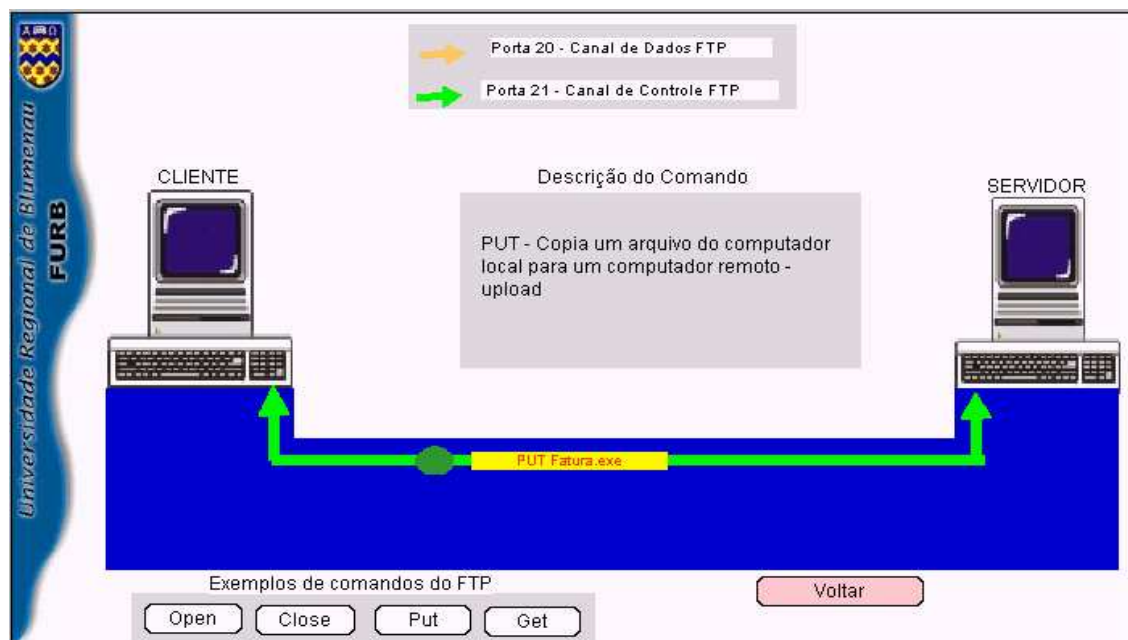 Universidade Regional de Blumenau
FURB
Porta 20 - Canal de Dados FTP
Porta 21 - Canal de Controle FTP
CLIENTE
Descrição do Comando
SERVIDOR
PUT - Copia um arquivo do computador
local para um computador remoto -
upload
PUT Fatura.exe
Exemplos de comandos do FTP
Voltar
Open
Close
Put
Get